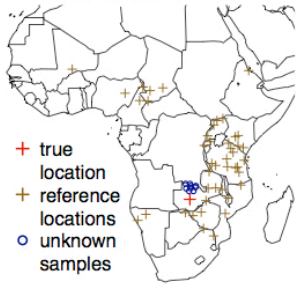 true
location
reference
locations
unknown
samples